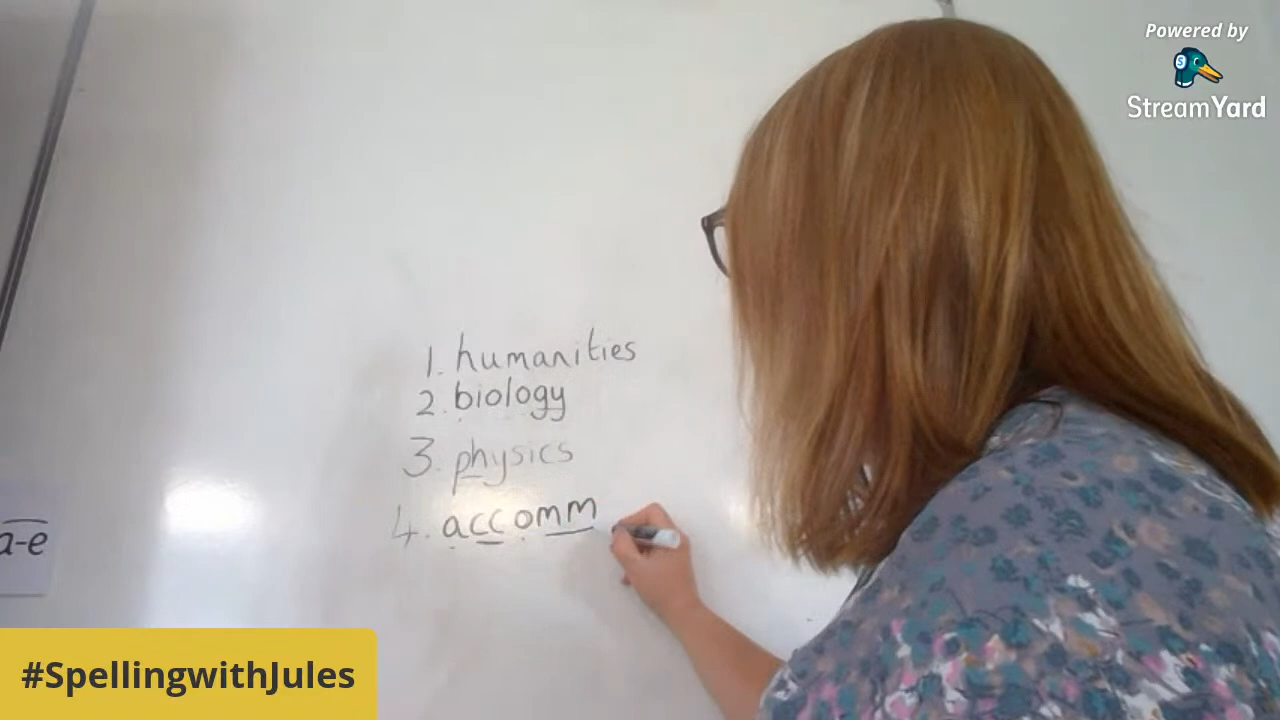 Powered by
StreamYard
1. humanities
2. biology
3. physics
4. accomm
a-e
#SpellingwithJules